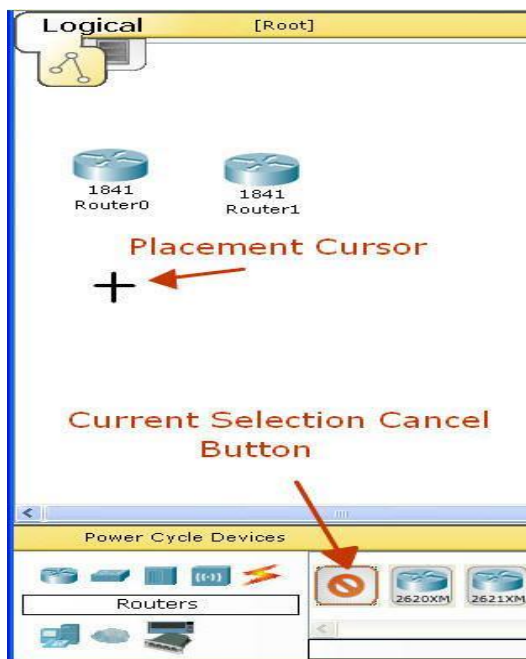 Logical [Root]
1841 1841
Router0 Router1
Placement Cursor
Current Selection Cancel
Button
Power Cycle Devices
Routers
2620XM 2621XM